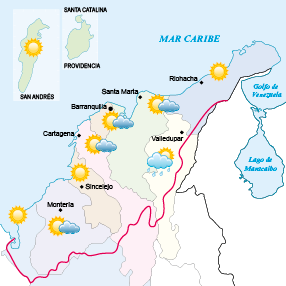 SANTA CATALINA
MAR CARIBE
PROVIDENCIA
SAN ANDRÉS
Riohacha
Santa Marta
Golfo de
Venezuela
Barranquilla
Cartagena
Valledupar
Lago de
Maracaibo
Sincelejo
Montería